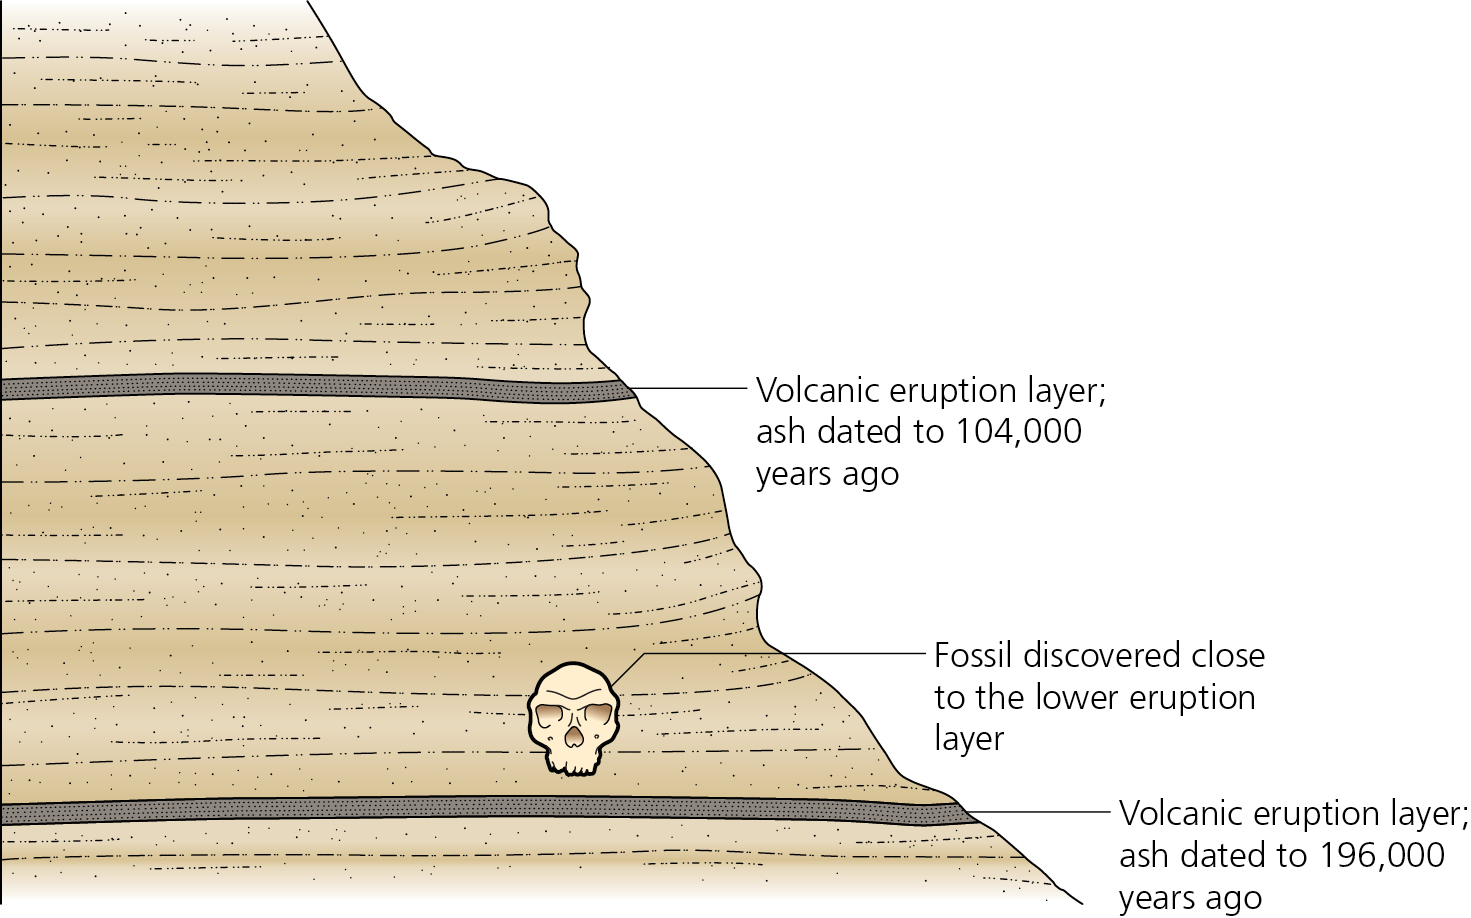 Volcanic eruption layer;
ash dated to 104,000
years ago
Fossil discovered close
to the lower eruption
layer
Volcanic eruption layer;
ash dated to 196,000
years ago